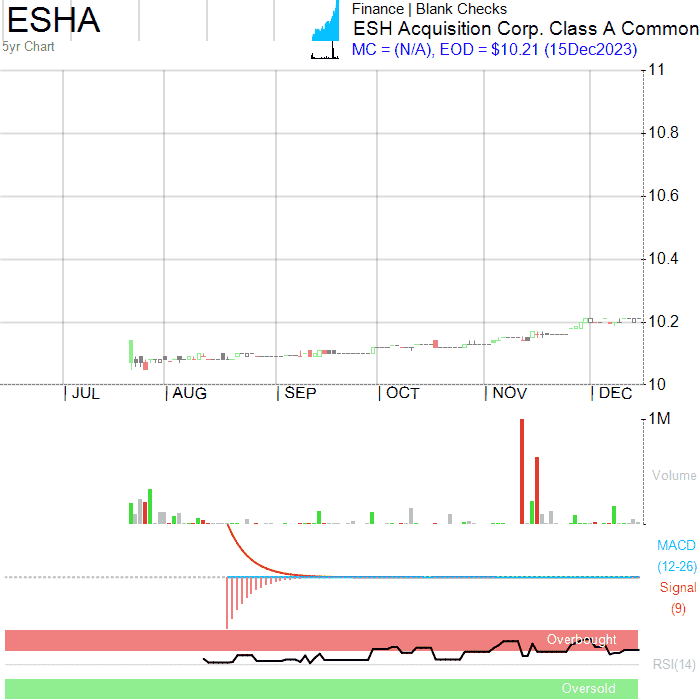 ESHA
5yr Chart
Finance | Blank Checks
ESH Acquisition Corp. Class A Common
MC = (N/A), EOD = $10.21 (15Dec2023)
11
10.8
10.6
10.4
10.2
10
JUL AUG SEP OCT NOV DEC
1M
Volume
MACD
(12-26)
Signal
(9)
Overbought
RSI(14)
Oversold